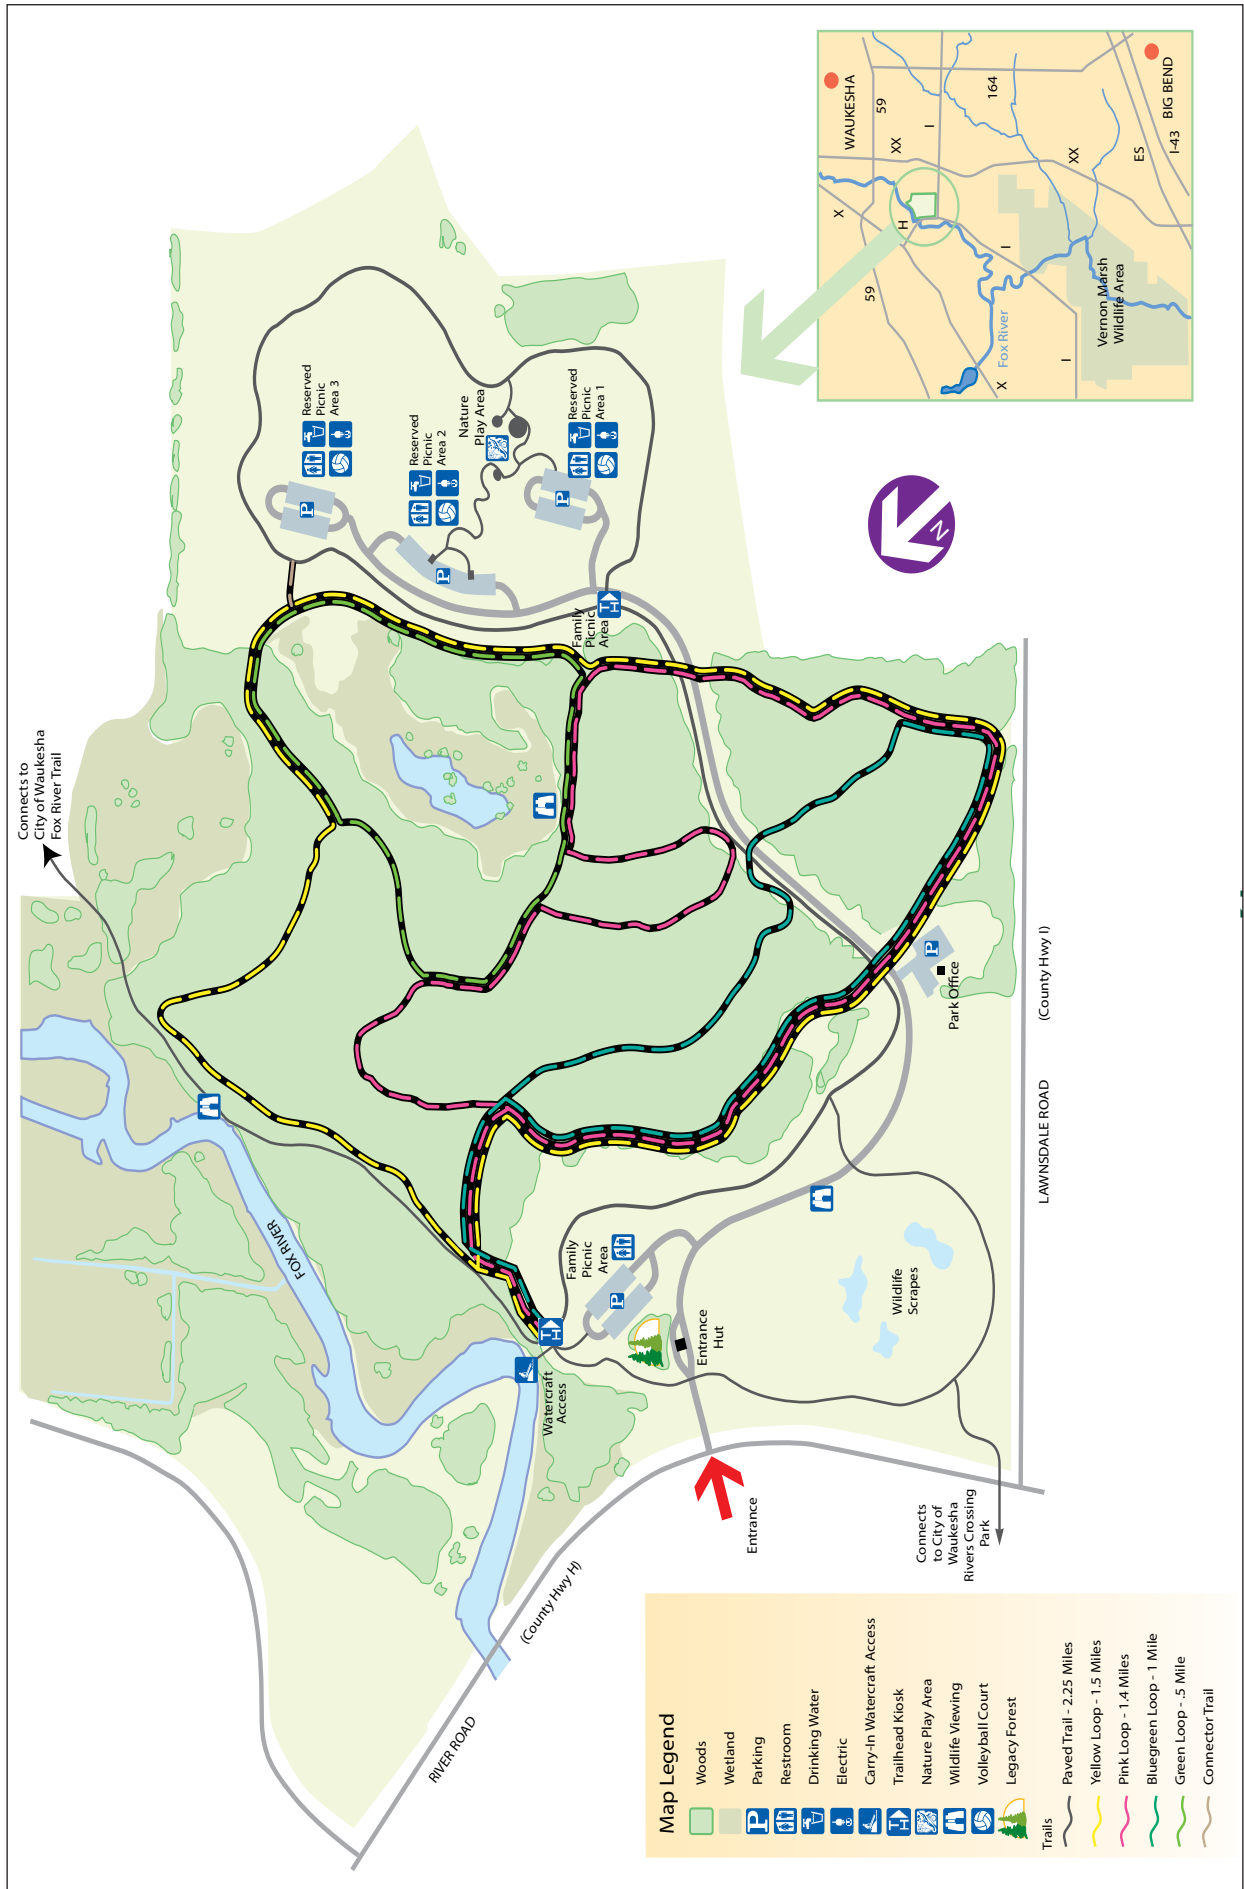 Connects to
City of Waukesha
Fox River Trail
WAUKESHA
59
XX
I
164
BIG BEND
I-43
ES
XX
X
H
59
I
Vernon Marsh
Wildlife Area
Fox River
X
I
Reserved
Picnic
Area 3
P
Reserved
Picnic
Area 2
P
Nature
Play Area
Reserved
Picnic
Area 1
P
N
Family
Picnic
Area
TH
FOX RIVER
P
Park Office
(County Hwy I)
LAWNSDALE ROAD
Family
Picnic
Area
P
TH
Watercraft
Access
Entrance
Hut
Wildlife
Scrapes
Entrance
Connects
to City of
Waukesha
Rivers Crossing
Park
(County Hwy H)
RIVER ROAD
Map Legend
Woods
Wetland
P Parking
Restroom
Drinking Water
Electric
Carry-In Watercraft Access
TH Trailhead Kiosk
Nature Play Area
Wildlife Viewing
Volleyball Court
Legacy Forest
Trails
Paved Trail - 2.25 Miles
Yellow Loop - 1.5 Miles
Pink Loop - 1.4 Miles
Bluegreen Loop - 1 Mile
Green Loop - .5 Mile
Connector Trail